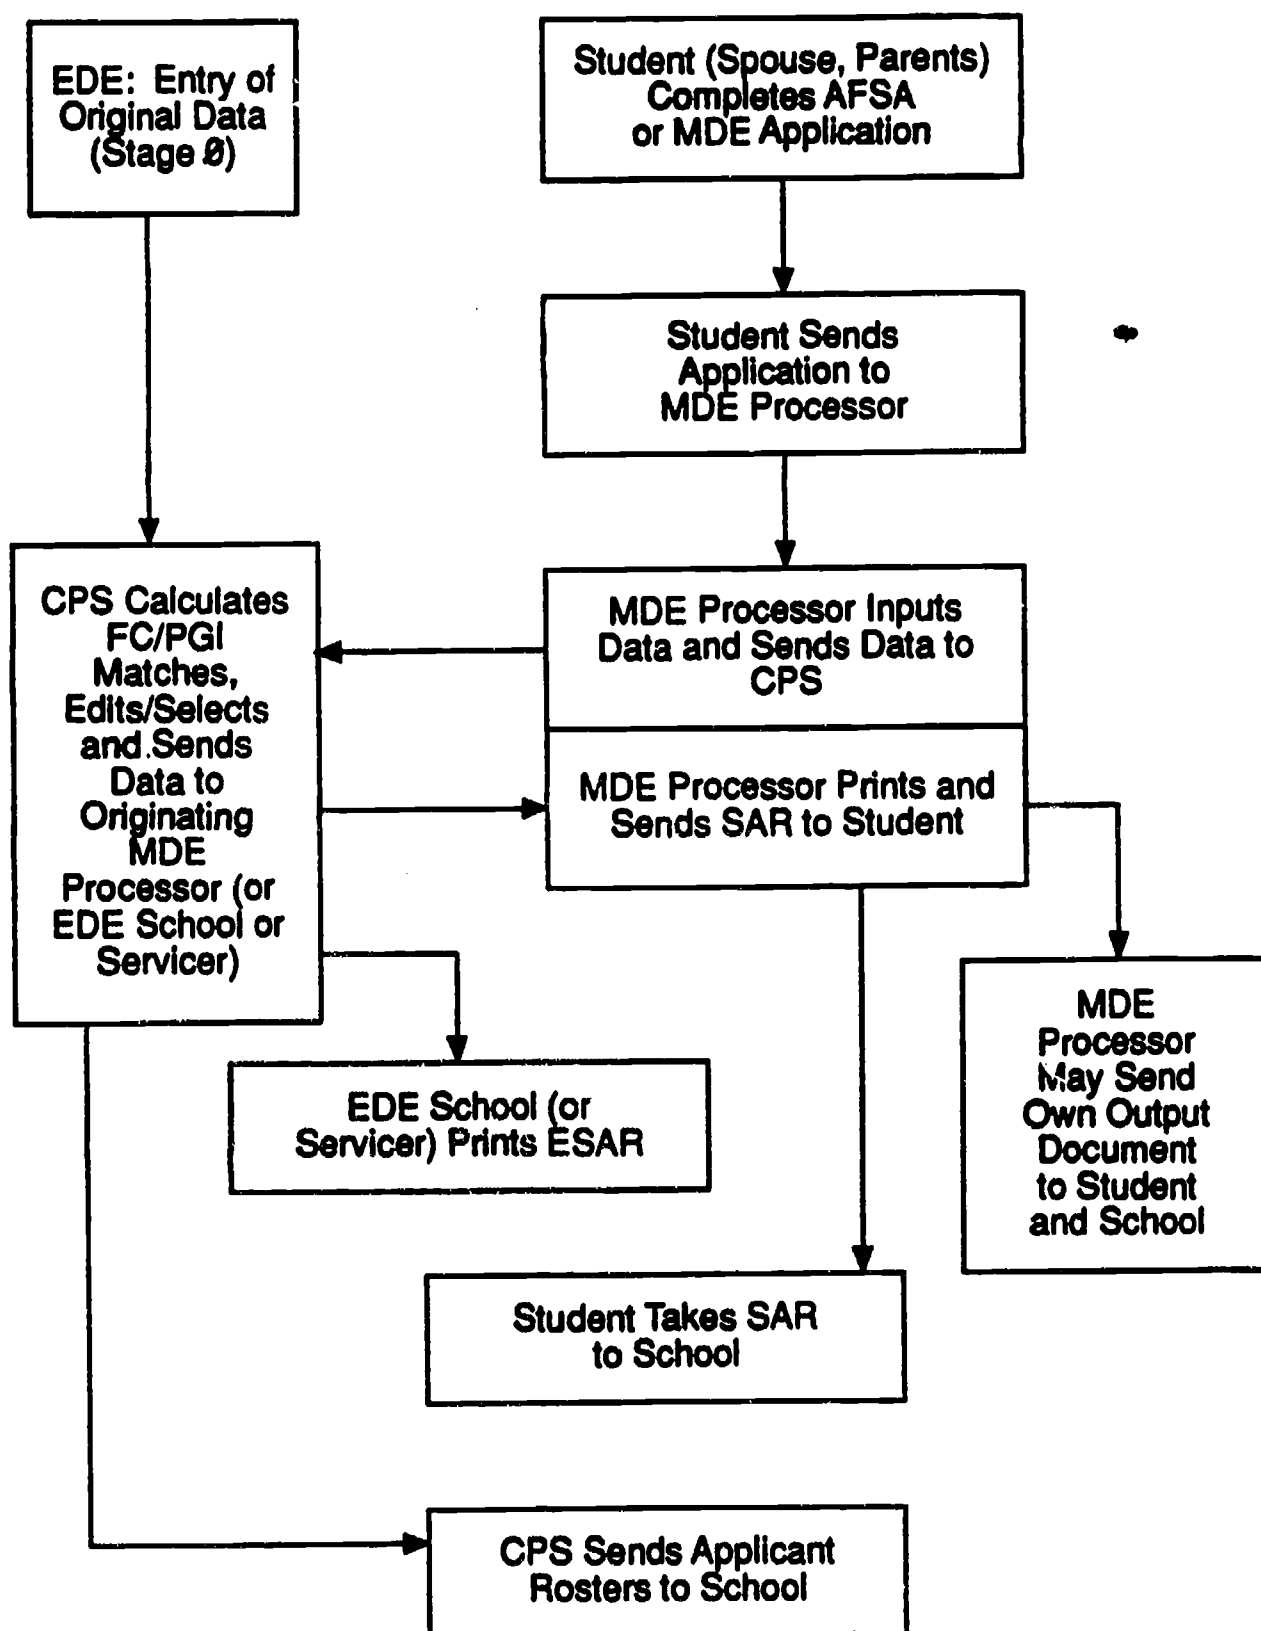 EDE: Entry of
Original Data
(Stage 0)
Student (Spouse, Parents)
Completes AFSA
or MDE Application
Student Sends
Application to
MDE Processor
CPS Calculates
FC/PGI
Matches,
Edits/Selects
and Sends
Data to
Originating
MDE
Processor (or
EDE School or
Servicer)
MDE Processor Inputs
Data and Sends Data to
CPS
MDE Processor Prints and
Sends SAR to Student
EDE School (or
Servicer) Prints ESAR
MDE
Processor
May Send
Own Output
Document
to Student
and School
Student Takes SAR
to School
CPS Sends Applicant
Rosters to School